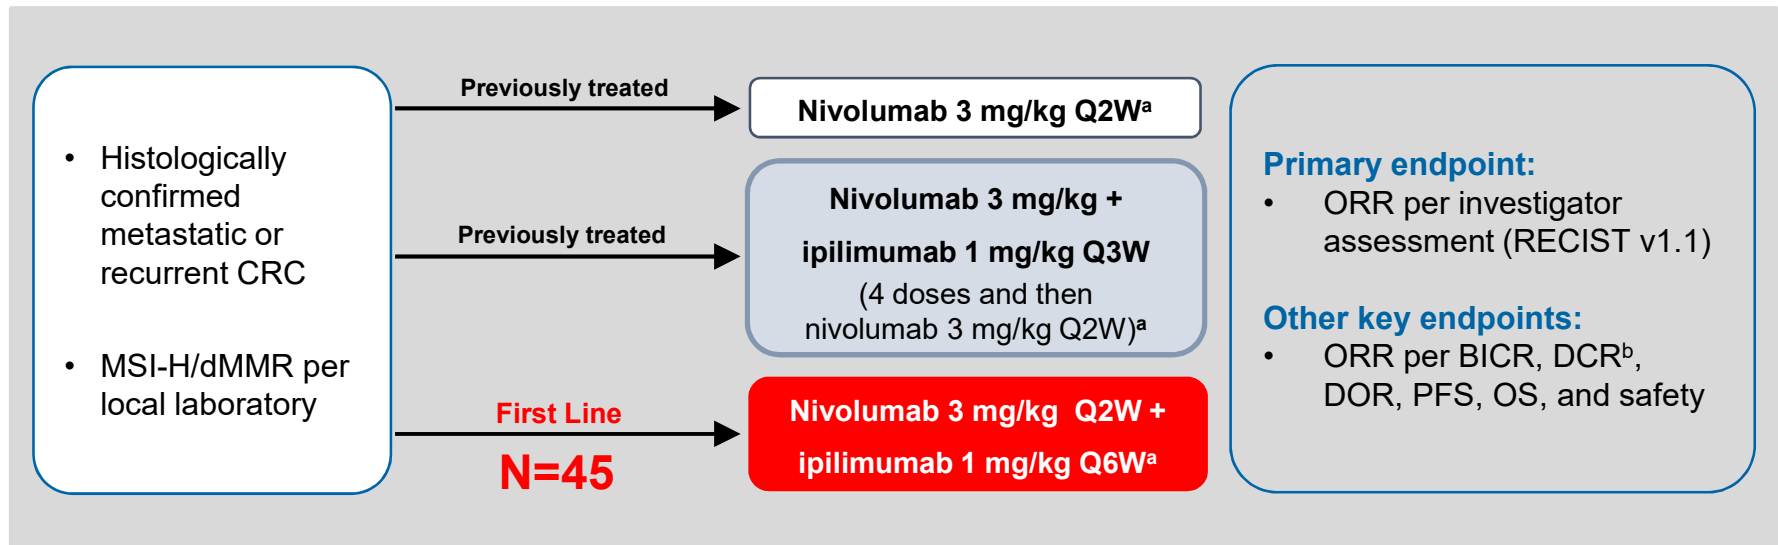 • Histologically
confirmed
metastatic or
recurrent CRC
• MSI-H/dMMR per
local laboratory
Previously treated
Nivolumab 3 mg/kg Q2Wᵃ
Previously treated
Nivolumab 3 mg/kg +
ipilimumab 1 mg/kg Q3W
(4 doses and then
nivolumab 3 mg/kg Q2W)ᵃ
First Line
N=45
Nivolumab 3 mg/kg Q2W +
ipilimumab 1 mg/kg Q6Wᵃ
Primary endpoint:
• ORR per investigator
assessment (RECIST v1.1)
Other key endpoints:
• ORR per BICR, DCRᵇ,
DOR, PFS, OS, and safety